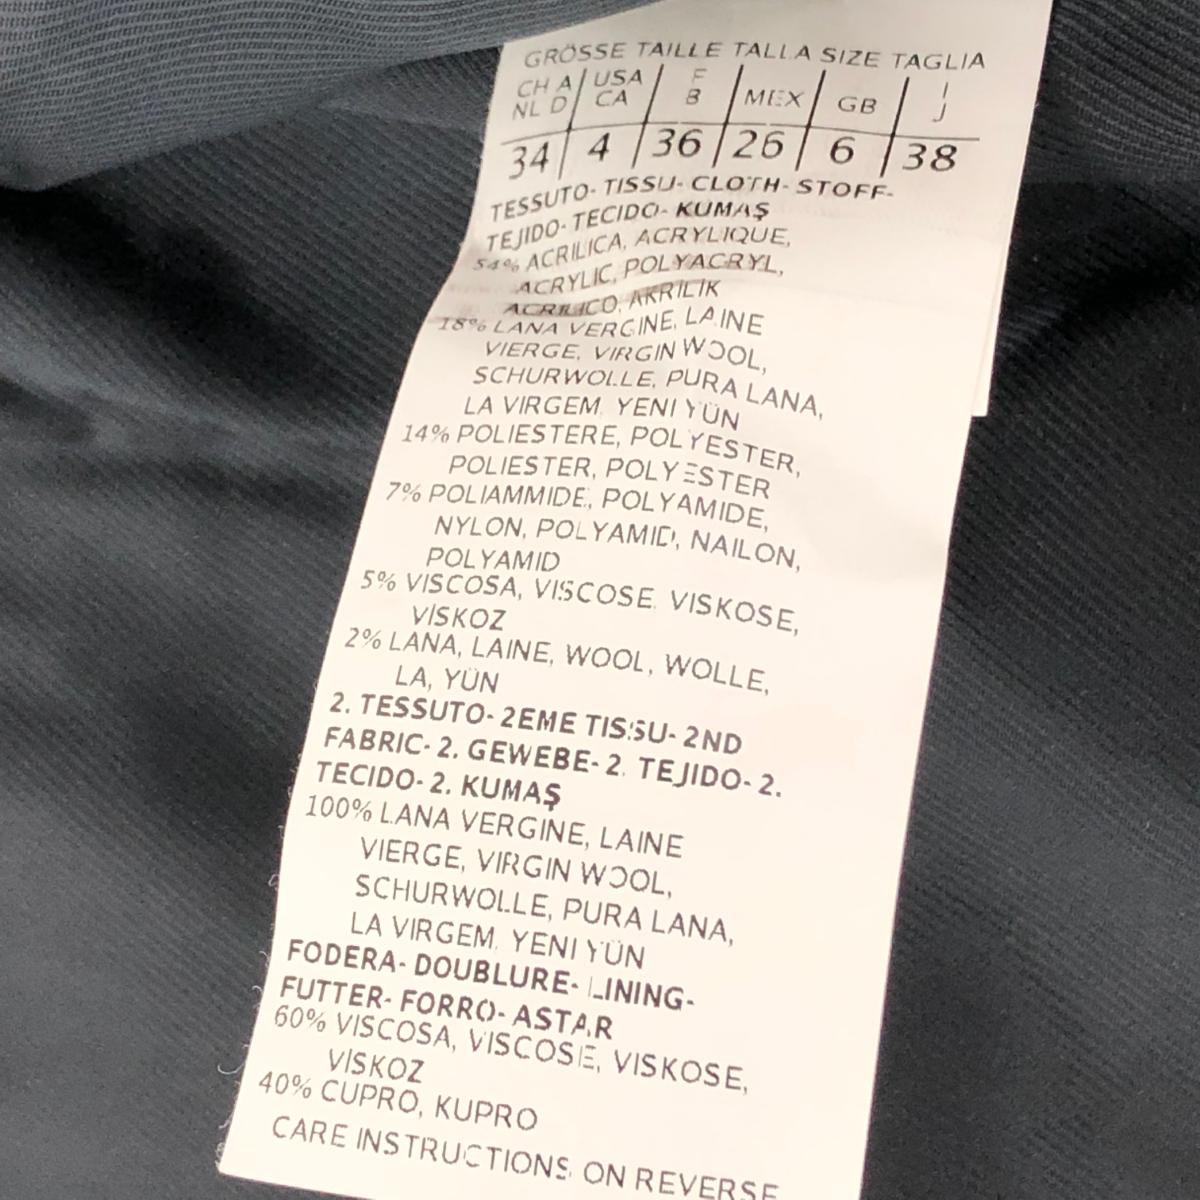 GRÖSSE TAILLE TALLA SIZE TAGLIA
CH A USA F MEX GB I
NL D CA B J
34 4 36 26 6 38
TESSUTO- TISSU- CLOTH- STOFF-
TEJIDO- TECIDO- KUMAŞ
54% ACRILICA, ACRYLIQUE,
ACRYLIC, POLYACRYL,
ACRILICO, AKRILIK
18% LANA VERGINE, LAINE
VIERGE, VIRGIN WOOL,
SCHURWOLLE, PURA LANA,
LA VIRGEM, YENI YÜN
14% POLIESTERE, POLYESTER,
POLIESTER, POLYESTER
7% POLIAMMIDE, POLYAMIDE,
NYLON, POLYAMID, NAILON,
POLYAMID
5% VISCOSA, VISCOSE, VISKOSE,
VISKOZ
2% LANA, LAINE, WOOL, WOLLE,
LA, YÜN
2. TESSUTO- 2EME TISSU- 2ND
FABRIC- 2. GEWEBE- 2. TEJIDO- 2.
TECIDO- 2. KUMAŞ
100% LANA VERGINE, LAINE
VIERGE, VIRGIN WOOL,
SCHURWOLLE, PURA LANA,
LA VIRGEM, YENI YÜN
FODERA- DOUBLURE- LINING-
FUTTER- FORRO- ASTAR
60% VISCOSA, VISCOSE, VISKOSE,
VISKOZ
40% CUPRO, KUPRO
CARE INSTRUCTIONS ON REVERSE